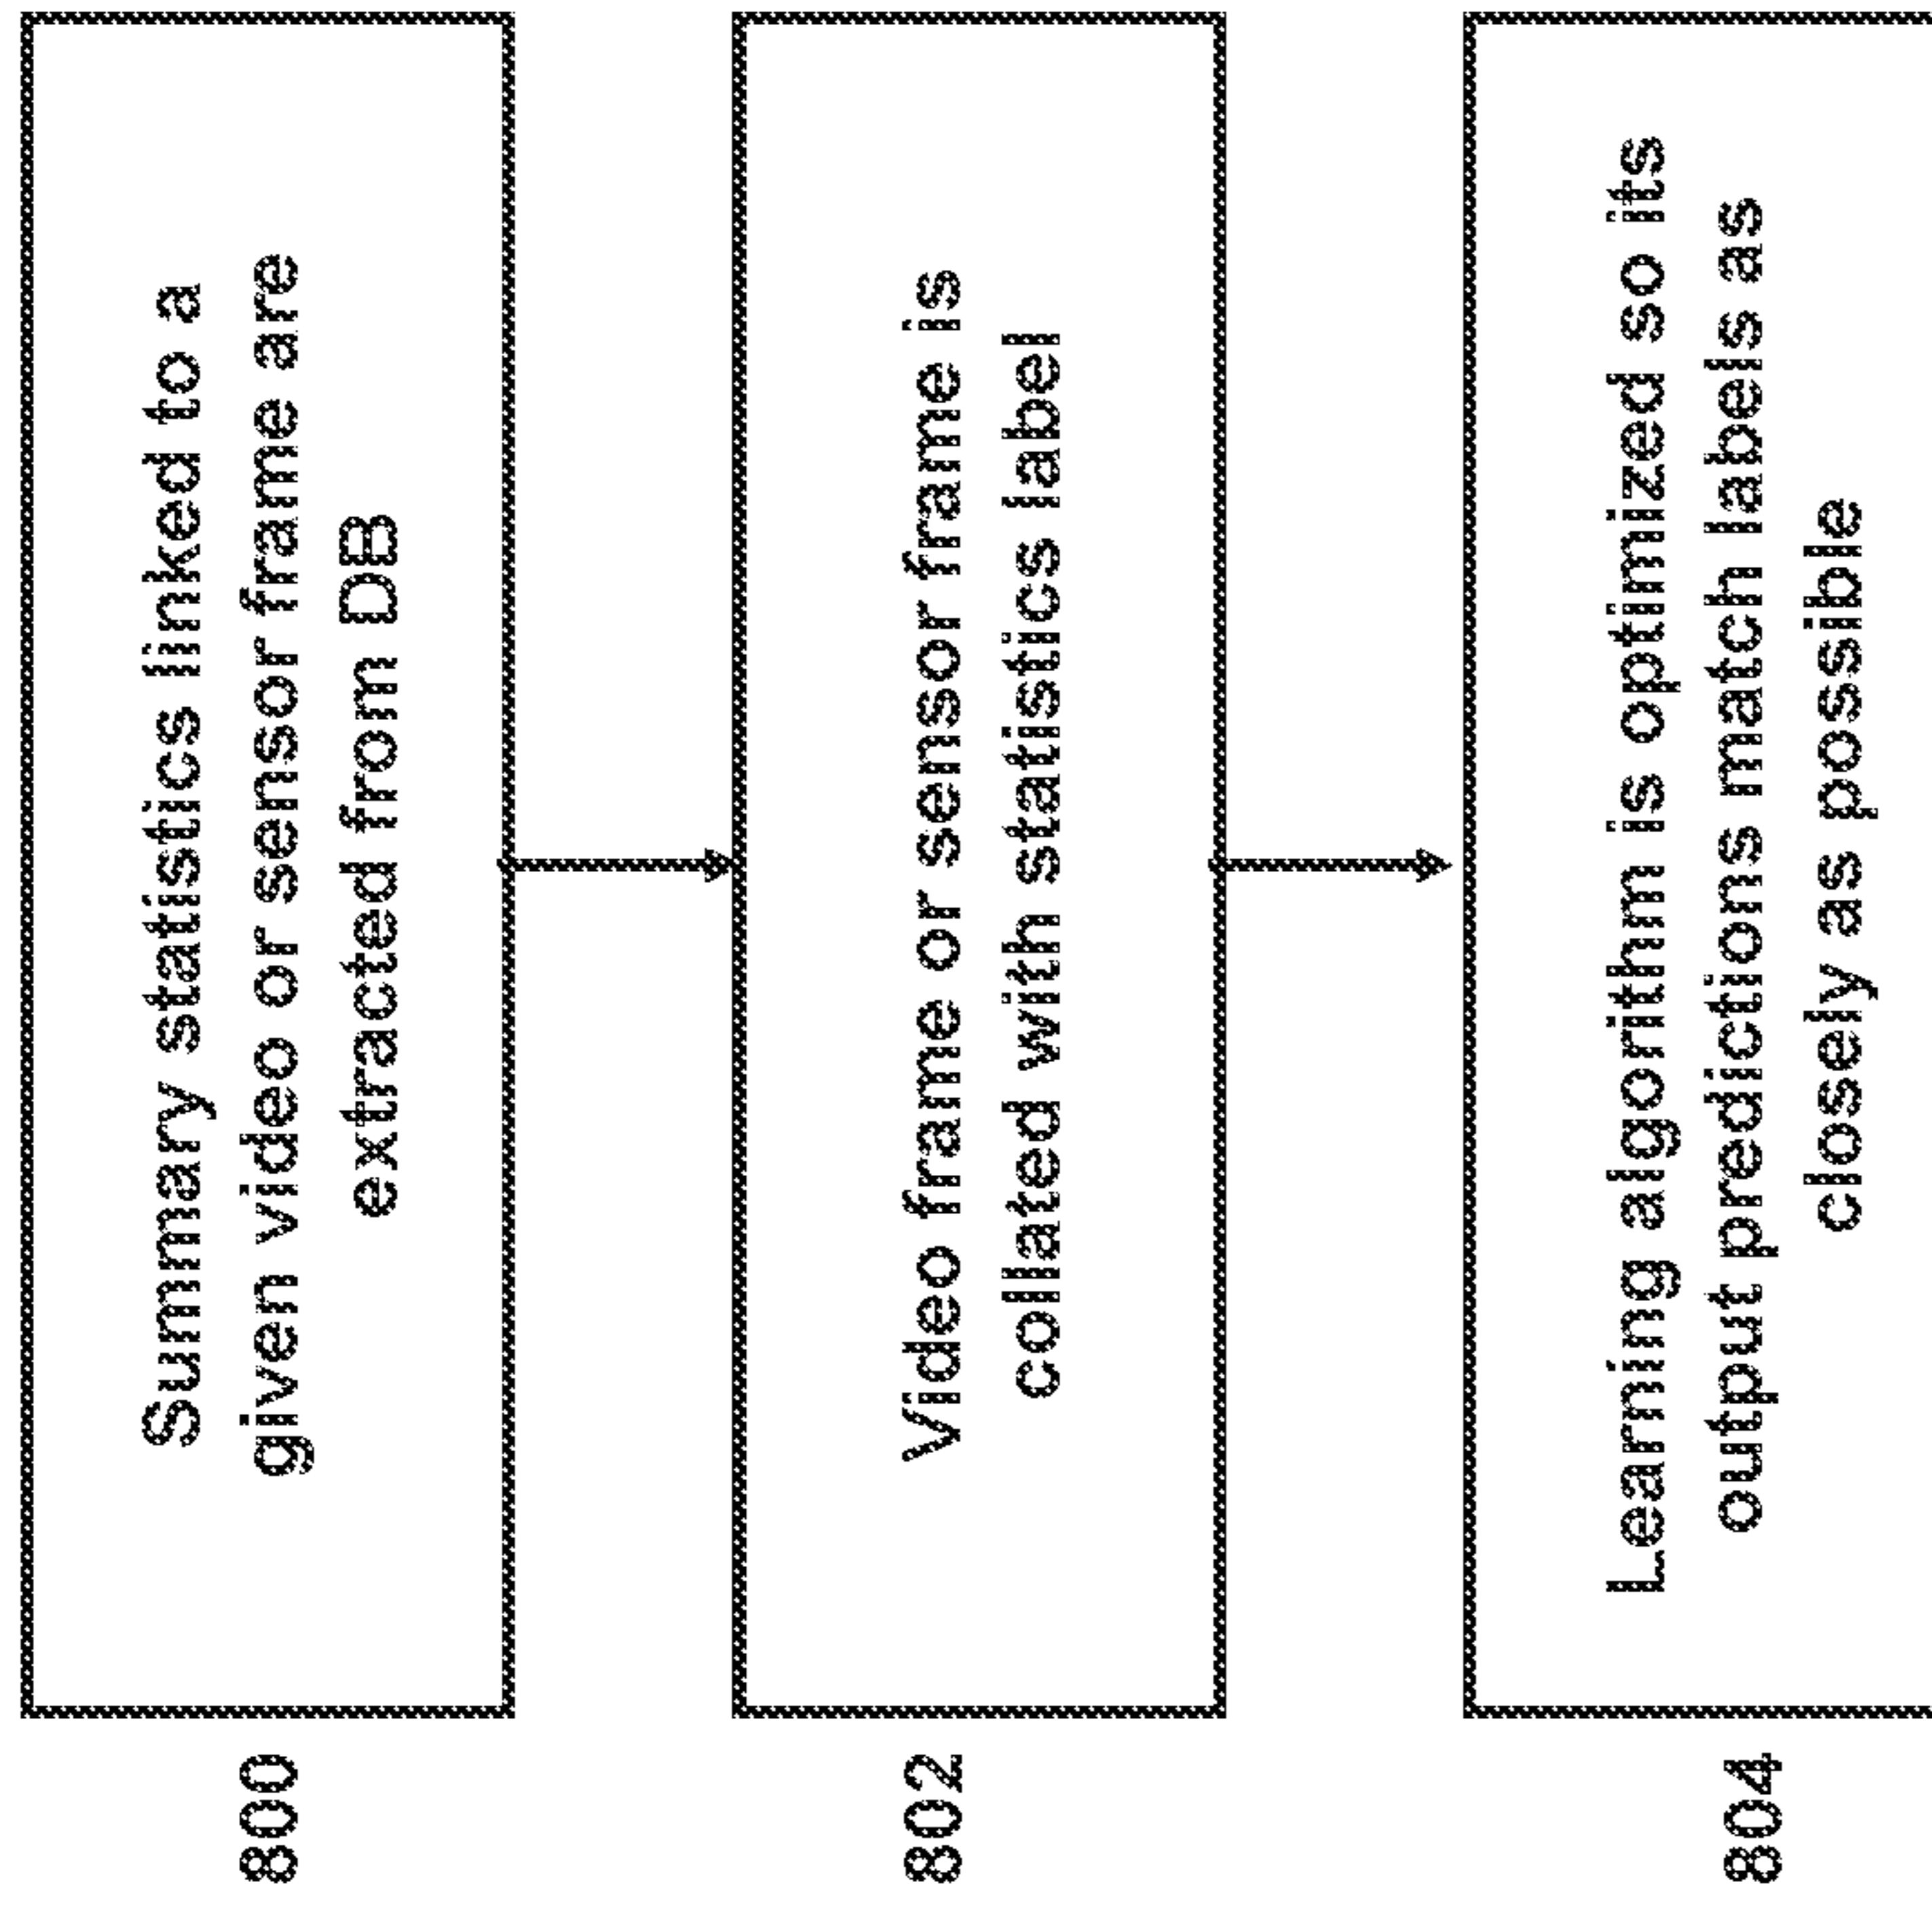 800
Summary statistics linked to a
given video or sensor frame are
extracted from DB
802
Video frame or sensor frame is
collated with statistics label
804
Learning algorithm is optimized so its
output predictions match labels as
closely as possible